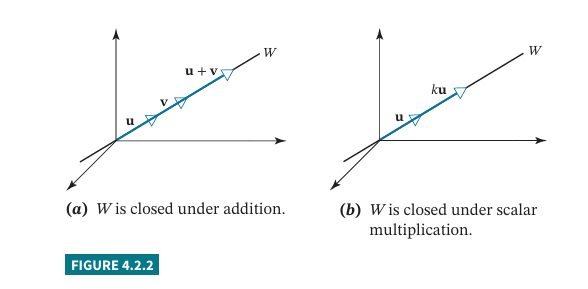 W
u + v
v
u
(a) W is closed under addition.
W
ku
u
(b) W is closed under scalar
multiplication.
FIGURE 4.2.2